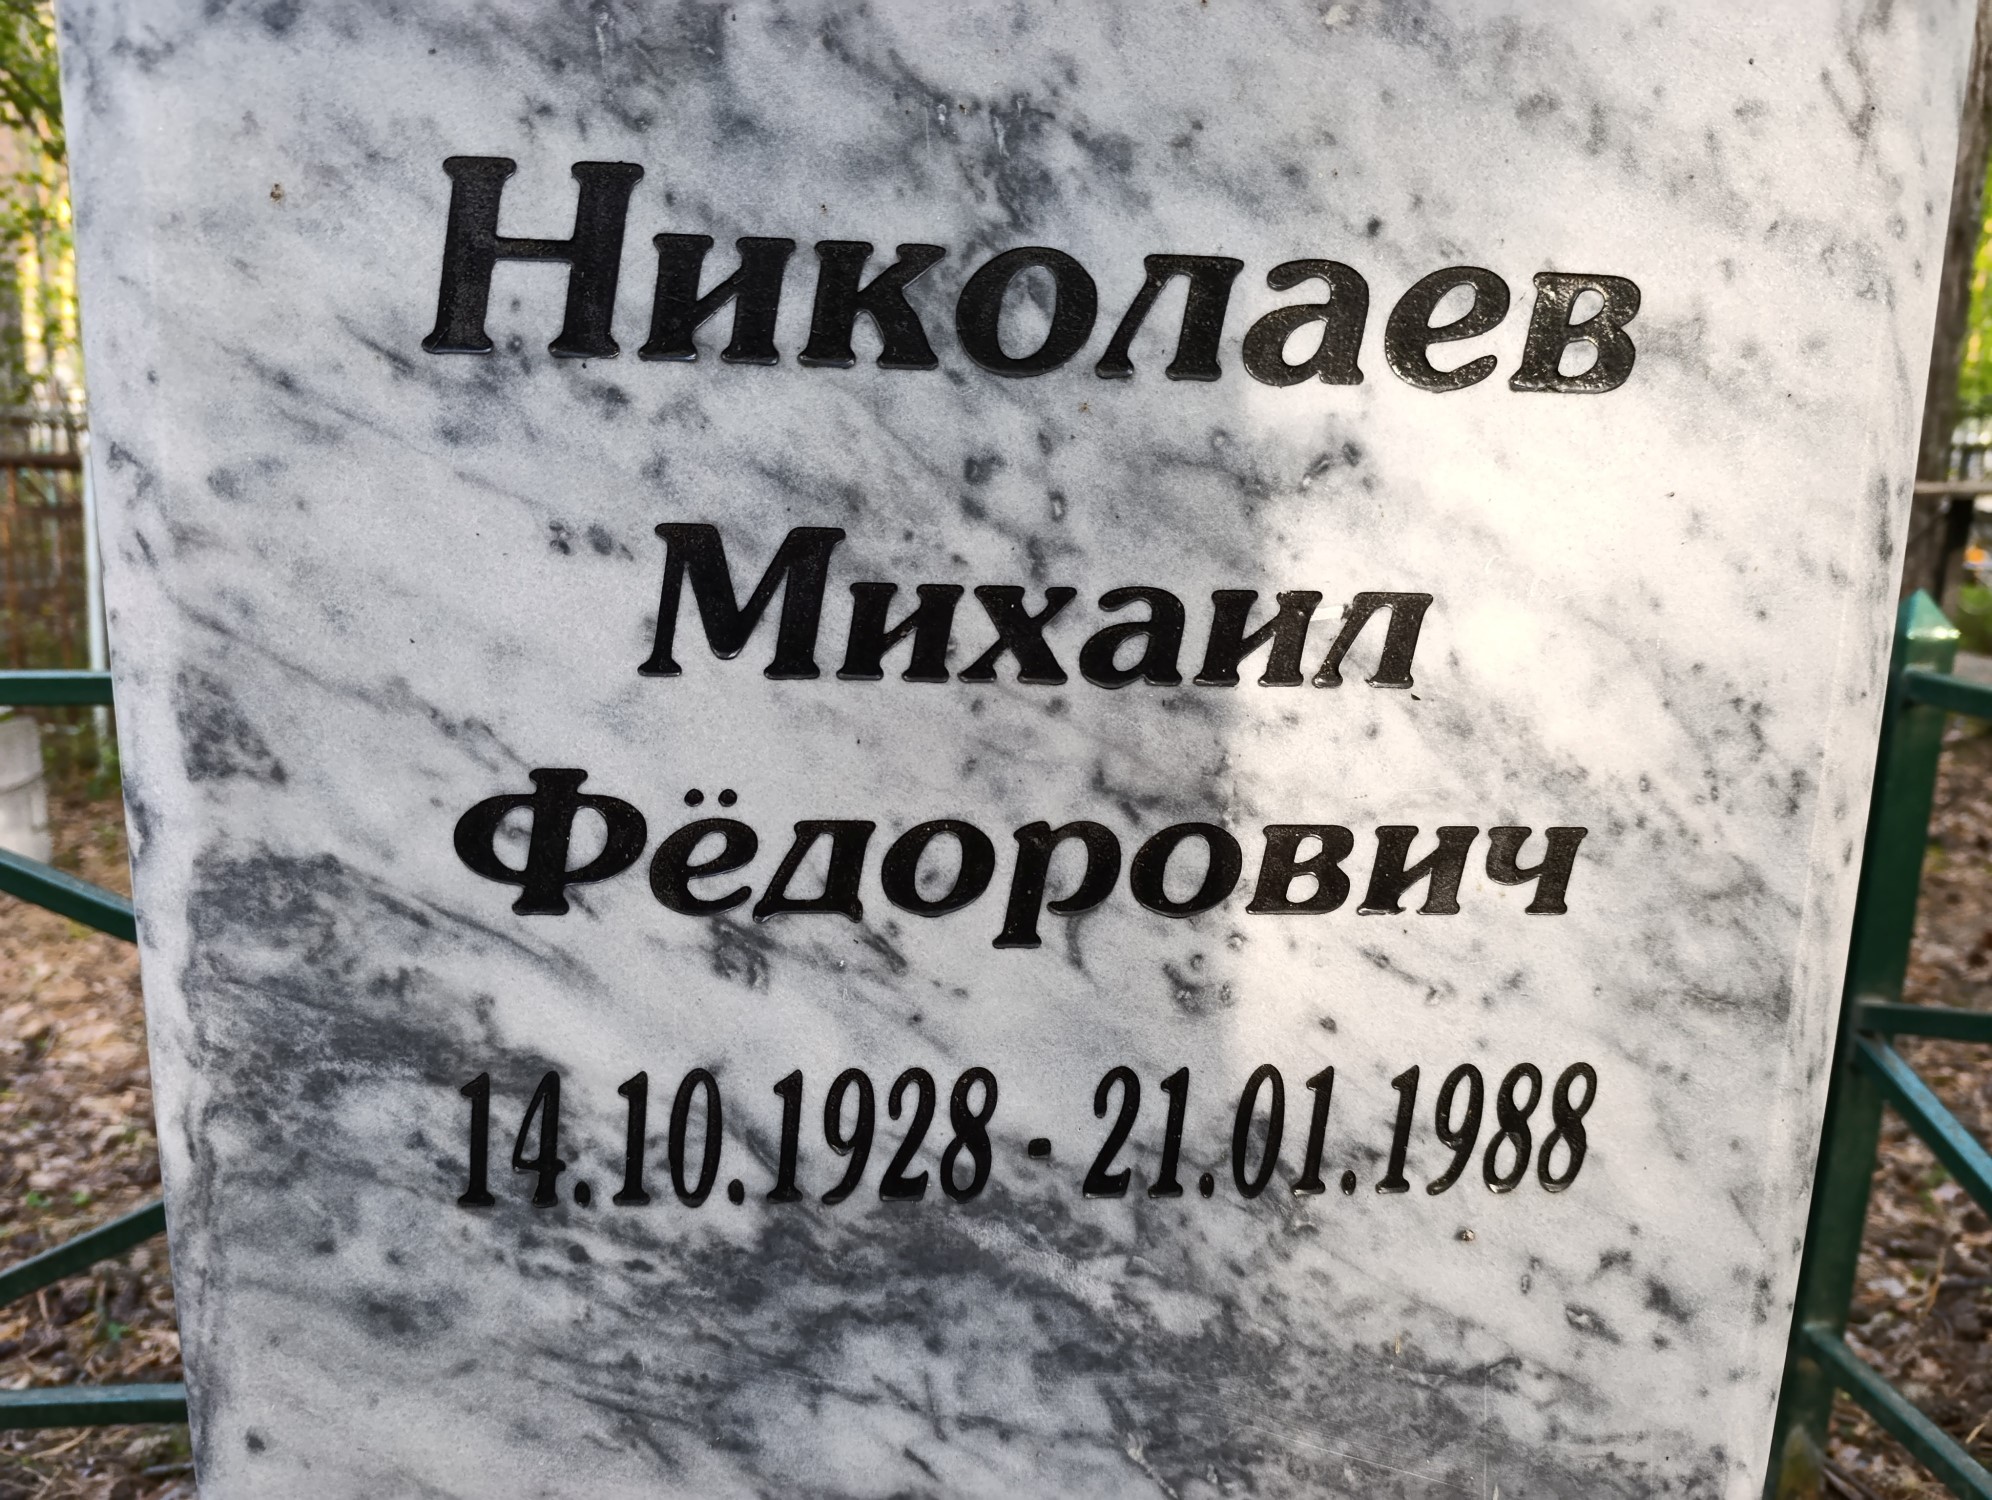 Николаев
Михаил
Фёдорович
14.10.1928 - 21.01.1988